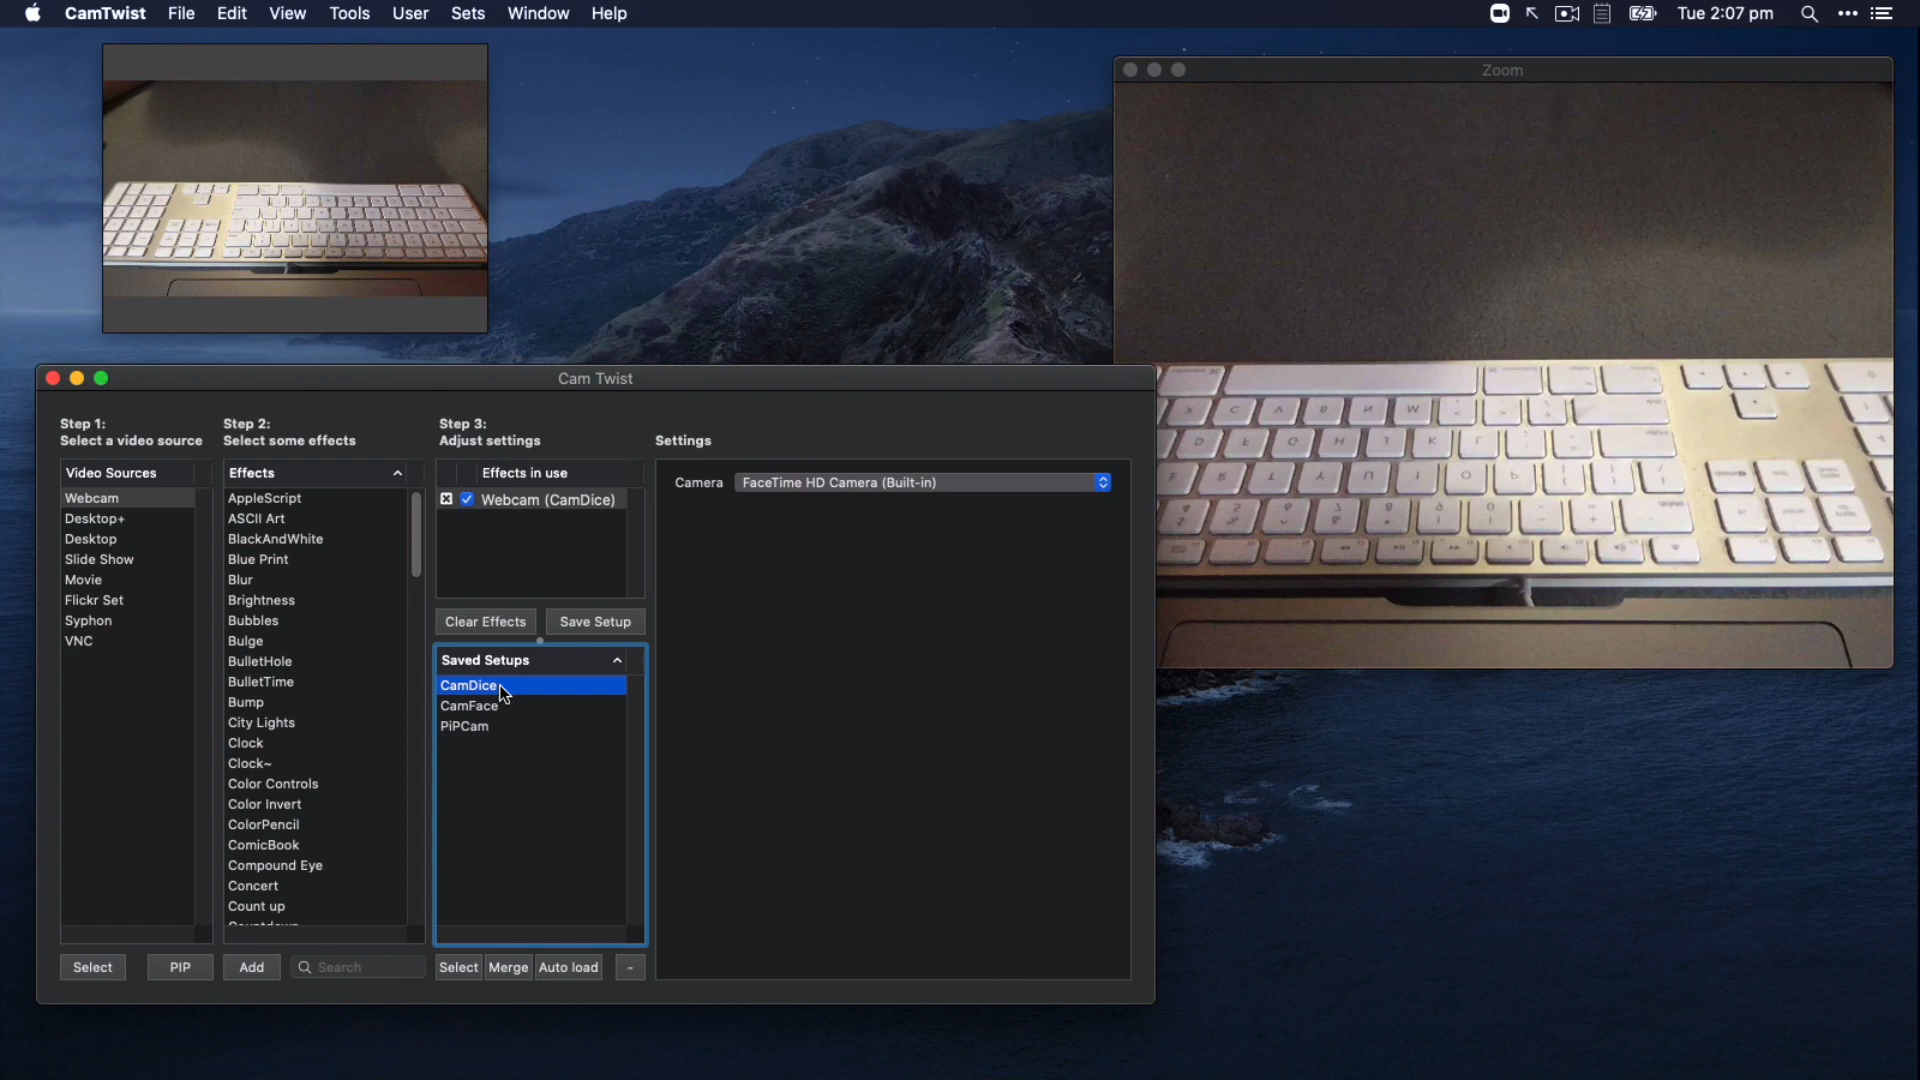 CamTwist File Edit View Tools User Sets Window Help Tue 2:07 pm
Zoom
Cam Twist
Step 1:
Select a video source
Video Sources
Webcam
Desktop+
Desktop
Slide Show
Movie
Flickr Set
Syphon
VNC
Select PIP
Step 2:
Select some effects
Effects
AppleScript
ASCII Art
BlackAndWhite
Blue Print
Blur
Brightness
Bubbles
Bulge
BulletHole
BulletTime
Bump
City Lights
Clock
Clock~
Color Controls
Color Invert
ColorPencil
ComicBook
Compound Eye
Concert
Count up
Add Search
Step 3:
Adjust settings
Effects in use
Webcam (CamDice)
Clear Effects Save Setup
Saved Setups
CamDice
CamFace
PiPCam
Select Merge Auto load -
Settings
Camera FaceTime HD Camera (Built-in)